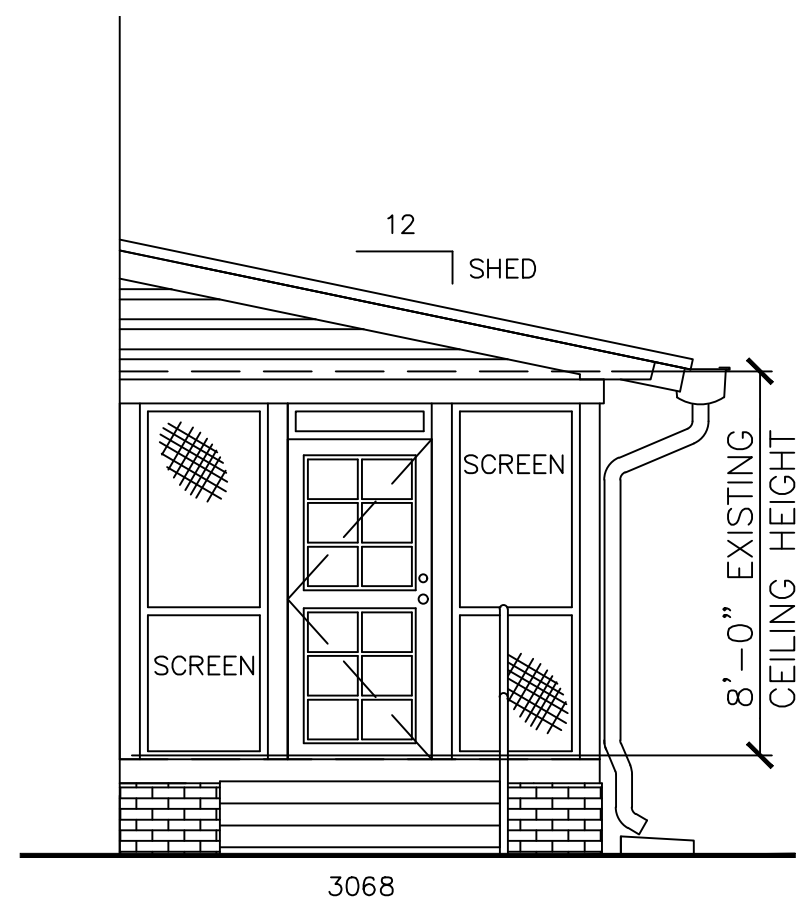 12
SHED
SCREEN
SCREEN
8'-0" EXISTING
CEILING HEIGHT
3068